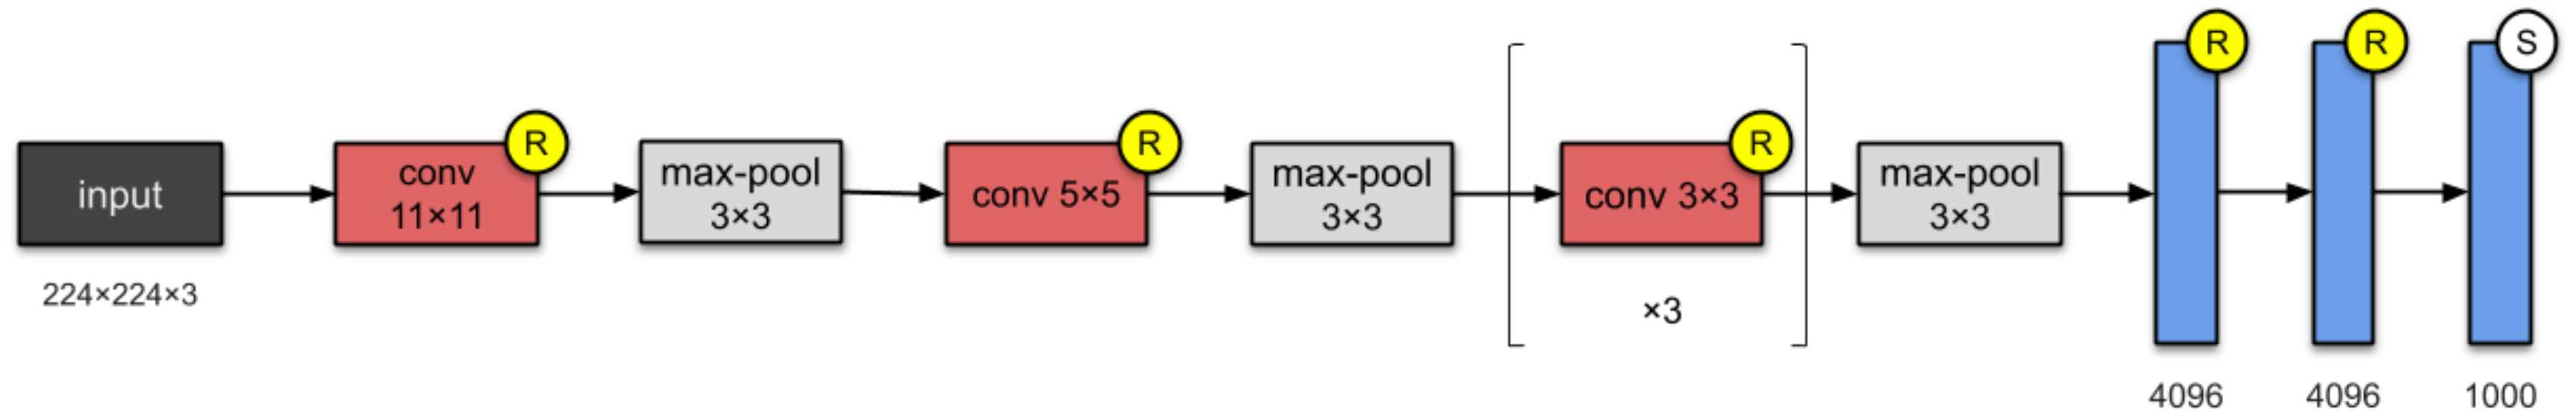 input
224×224×3
conv
11×11
R
max-pool
3×3
conv 5×5
R
max-pool
3×3
conv 3×3
R
×3
max-pool
3×3
R
4096
R
4096
S
1000